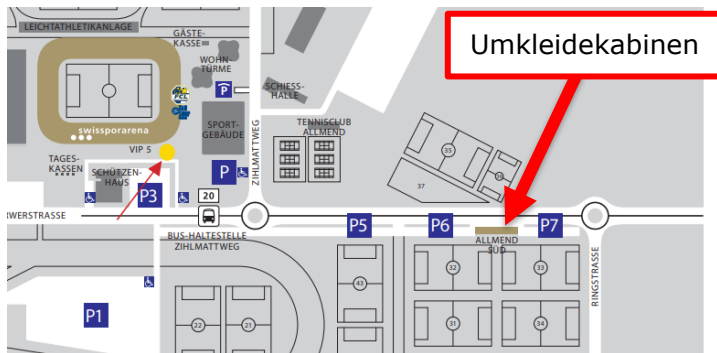 LEICHTATHLETIKANLAGE
GÄSTE-
KASSE
WOHN-
TÜRME
Umkleidekabinen
P
SCHIESS-
HALLE
swissporarena
SPORT-
GEBÄUDE
TENNISCLUB
ALLMEND
VIP 5
TAGES-
KASSEN
SCHÜTZEN-
HAUS
P
P3
ZIHLMATTWEG
35
36
37
20
RWERSTRASSE
BUS-HALTESTELLE
ZIHLMATTWEG
P5
P6
P7
ALLMEND
SÜD
RINGSTRASSE
43
32
33
P1
22
21
31
34